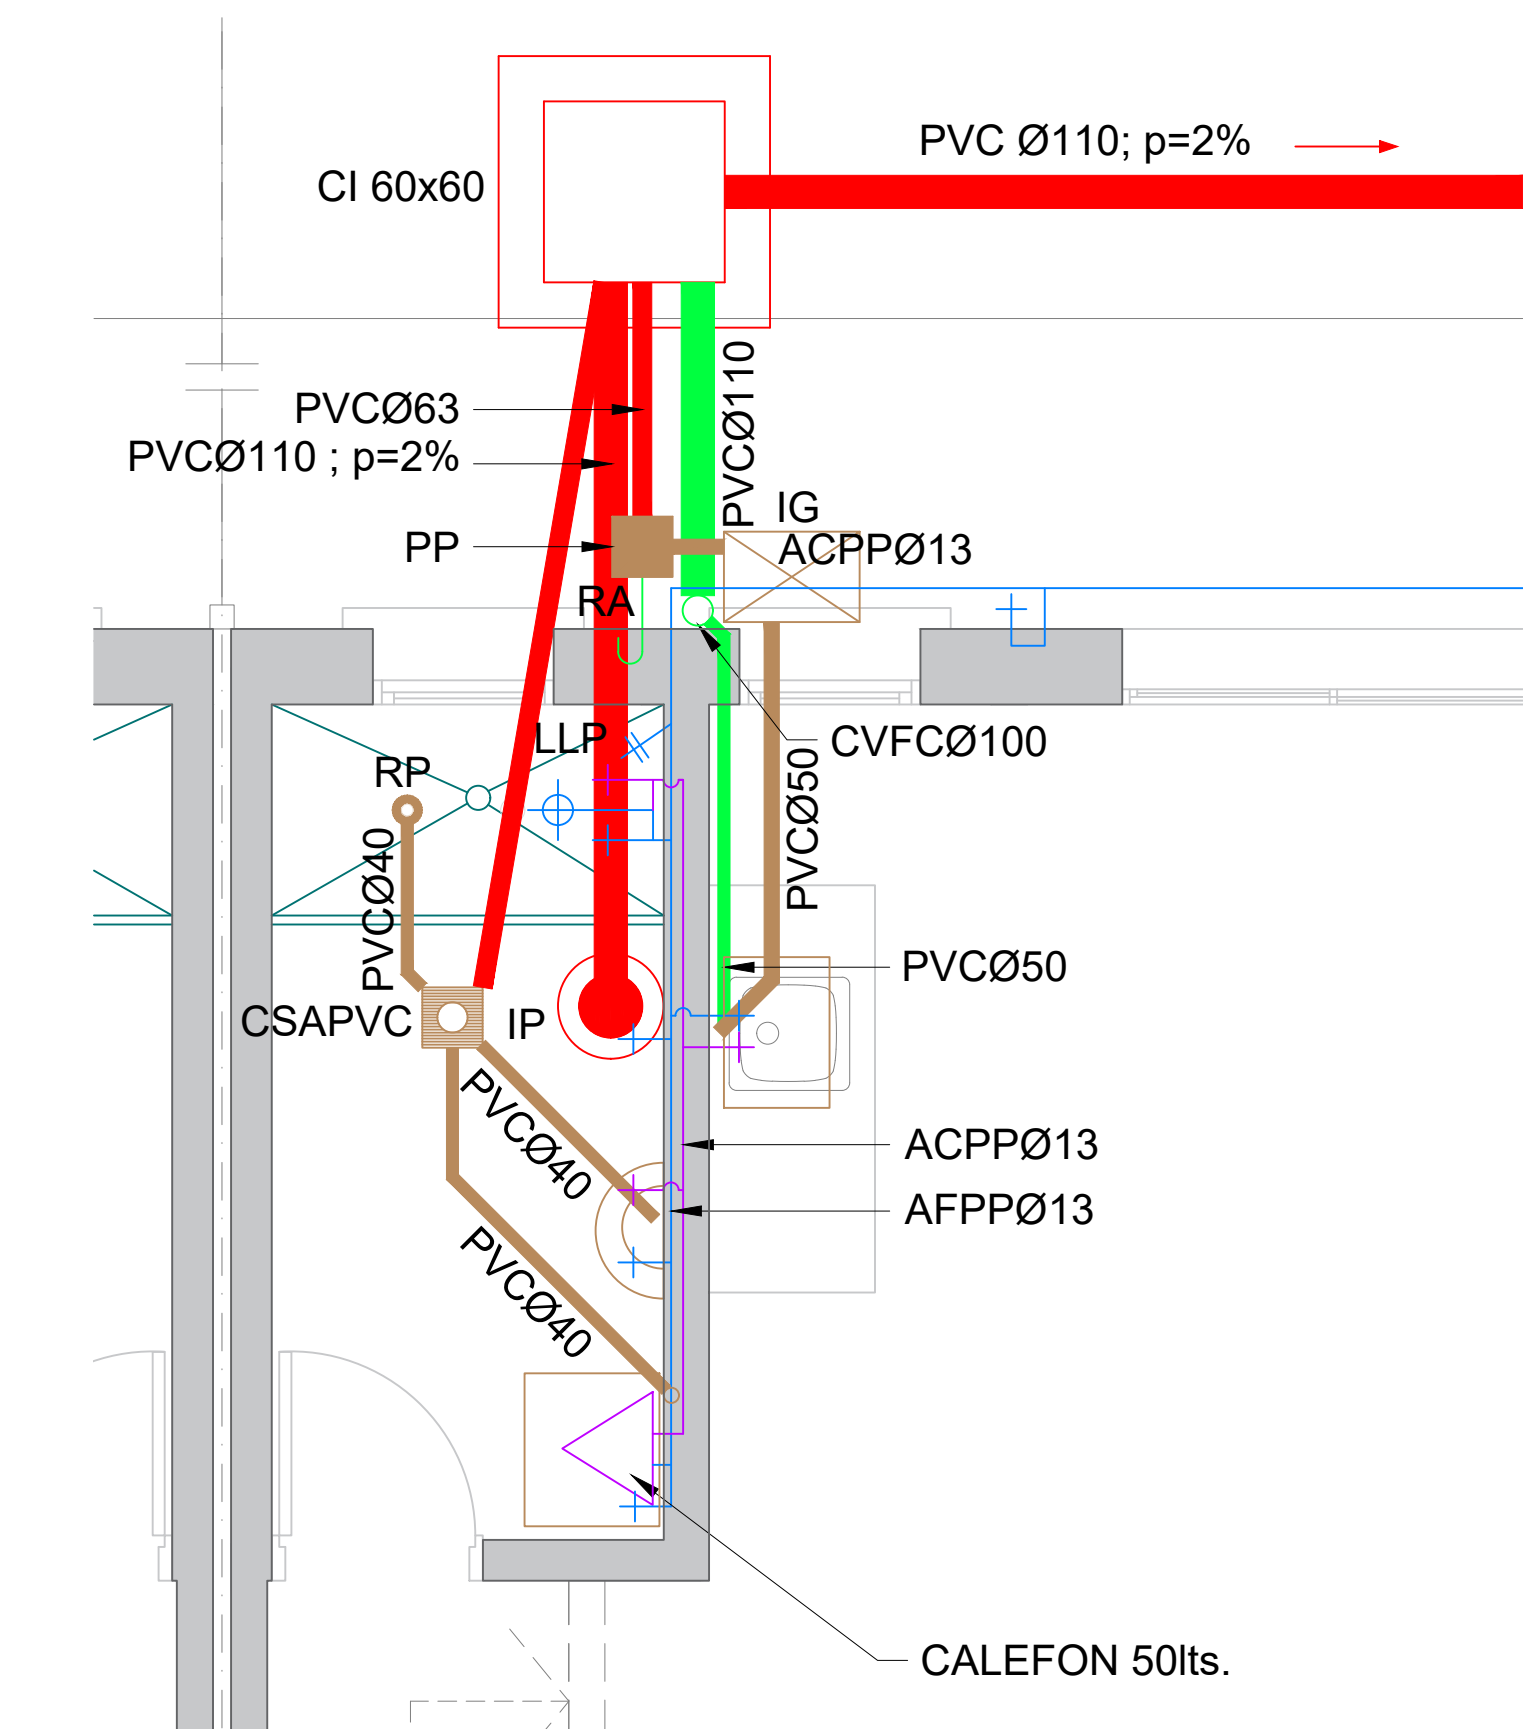 PVC Ø110; p=2%
CI 60x60
PVCØ63
PVCØ110
PVCØ110 ; p=2%
IG
PP
ACPPØ13
RA
LLP
CVFCØ100
RP
PVCØ50
PVCØ40
PVCØ50
CSAPVC
IP
PVCØ40
ACPPØ13
AFPPØ13
PVCØ40
CALEFON 50lts.